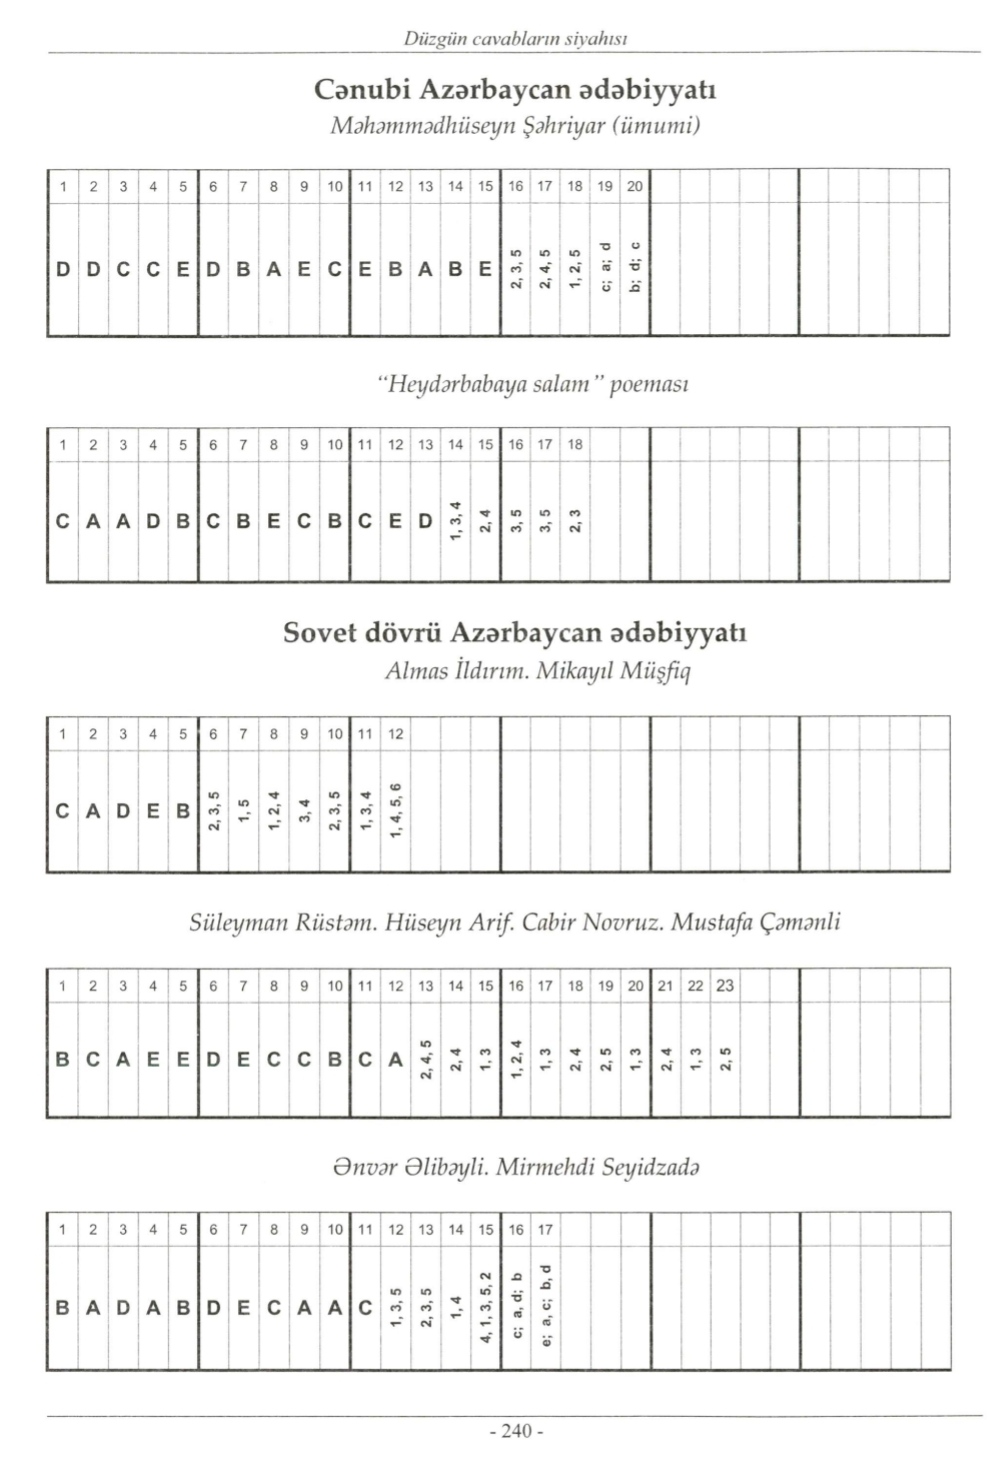 Düzgün cavabların siyahısı
Cənubi Azərbaycan ədəbiyyatı
Məhəmmədhüseyn Şəhriyar (ümumi)
1 2 3 4 5 6 7 8 9 10 11 12 13 14 15 16 17 18 19 20
D D C C E D B A E C E B A B E 2, 3, 5 2, 4, 5 1, 2, 5 c; a; d b; d; c
“Heydərbabaya salam” poeması
1 2 3 4 5 6 7 8 9 10 11 12 13 14 15 16 17 18
C A A D B C B E C B C E D 1, 3, 4 2, 4 3, 5 3, 5 2, 3
Sovet dövrü Azərbaycan ədəbiyyatı
Almas İldırım. Mikayıl Müşfiq
1 2 3 4 5 6 7 8 9 10 11 12
C A D E B 2, 3, 5 1, 5 1, 2, 4 3, 4 2, 3, 5 1, 3, 4 1, 4, 5, 6
Süleyman Rüstəm. Hüseyn Arif. Cabir Novruz. Mustafa Çəmənli
1 2 3 4 5 6 7 8 9 10 11 12 13 14 15 16 17 18 19 20 21 22 23
B C A E E D E C C B C A 2, 4, 5 2, 4 1, 3 1, 2, 4 1, 3 2, 4 2, 5 1, 3 2, 4 1, 3 2, 5
Ənvər Əlibəyli. Mirmehdi Seyidzadə
1 2 3 4 5 6 7 8 9 10 11 12 13 14 15 16 17
B A D A B D E C A A C 1, 3, 5 2, 3, 5 1, 4 4, 1, 3, 5, 2 c; a, d; b e; a, c; b, d
- 240 -